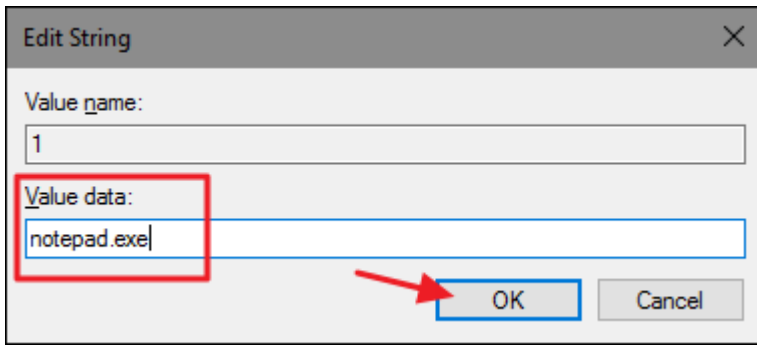 Edit String
Value name:
1
Value data:
notepad.exe
OK
Cancel